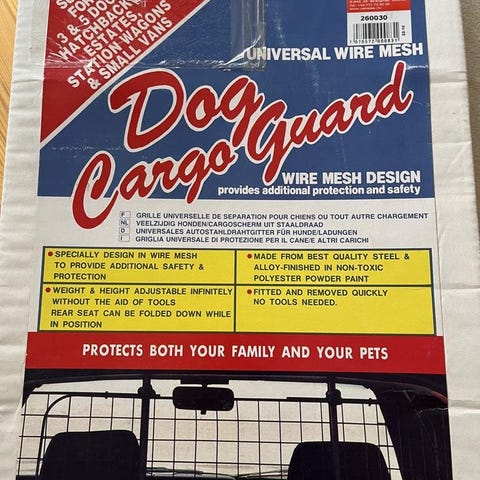 3 & 5 DOOR
HATCHBACKS
ESTATES,
STATION WAGONS
& SMALL VANS
260030
UNIVERSAL WIRE MESH
Dog
Cargo Guard
WIRE MESH DESIGN
provides additional protection and safety
F GRILLE UNIVERSELLE DE SEPARATION POUR CHIENS OU TOUT AUTRE CHARGEMENT
NL VEELZIJDIG HONDEN/CARGOSCHERM UIT STAALDRAAD
D UNIVERSALES AUTOSTAHLDRAHTGITTER FÜR HUNDE/LADUNGEN
I GRIGLIA UNIVERSALE DI PROTEZIONE PER IL CANE/E ALTRI CARICHI
• SPECIALLY DESIGN IN WIRE MESH
TO PROVIDE ADDITIONAL SAFETY &
PROTECTION
• MADE FROM BEST QUALITY STEEL &
ALLOY-FINISHED IN NON-TOXIC
POLYESTER POWDER PAINT
• WEIGHT & HEIGHT ADJUSTABLE INFINITELY
WITHOUT THE AID OF TOOLS
REAR SEAT CAN BE FOLDED DOWN WHILE
IN POSITION
• FITTED AND REMOVED QUICKLY
NO TOOLS NEEDED.
PROTECTS BOTH YOUR FAMILY AND YOUR PETS